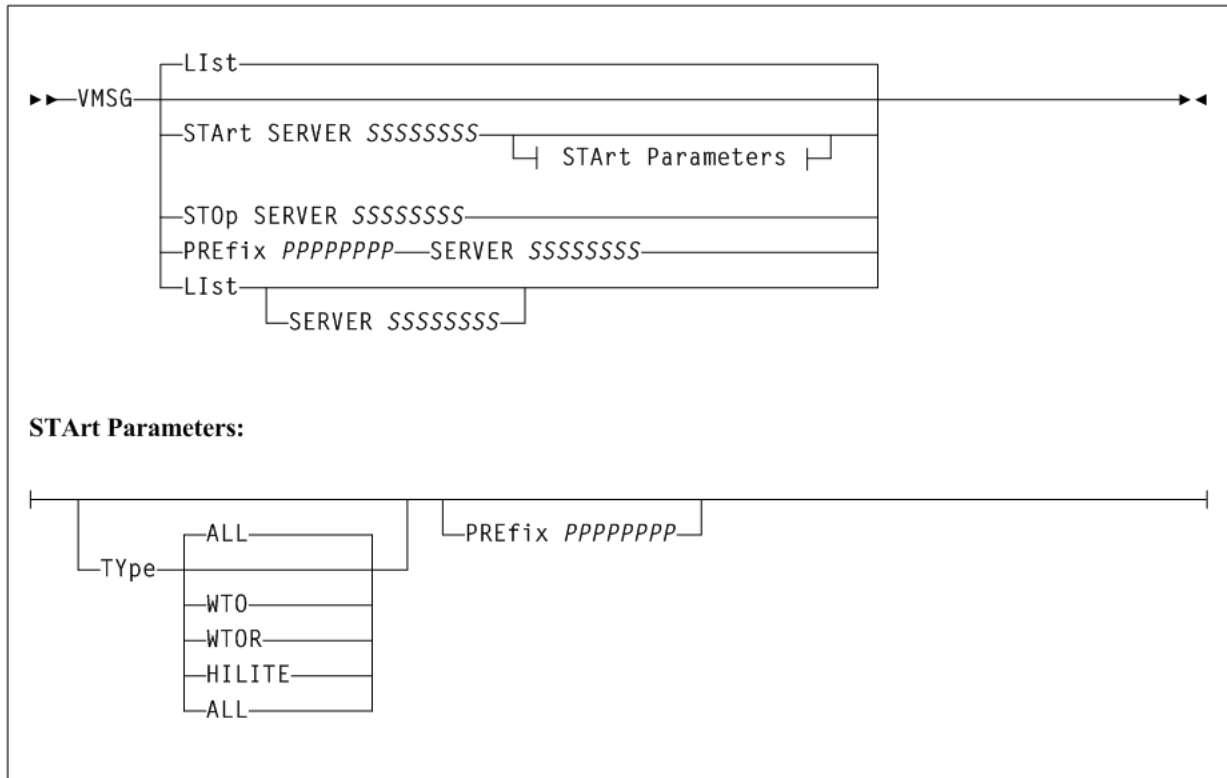 LIst
VMSG
STArt SERVER SSSSSSSS
STArt Parameters
STOp SERVER SSSSSSSS
PREfix PPPPPPPP SERVER SSSSSSSS
LIst
SERVER SSSSSSSS
STArt Parameters:
ALL
PREfix PPPPPPPP
TYpe
WTO
WTOR
HILITE
ALL